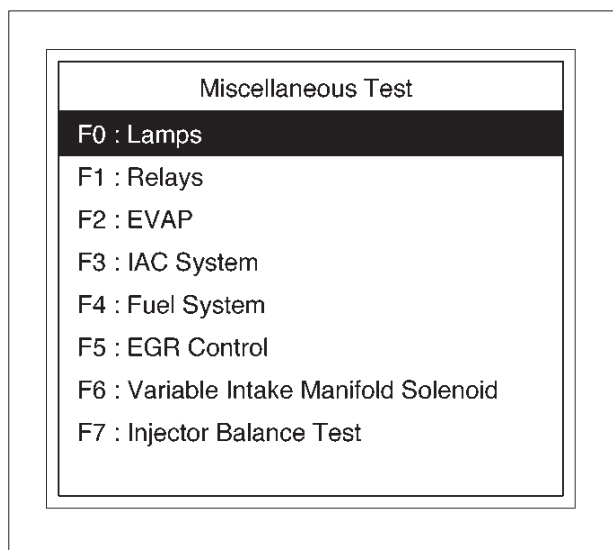 Miscellaneous Test
F0 : Lamps
F1 : Relays
F2 : EVAP
F3 : IAC System
F4 : Fuel System
F5 : EGR Control
F6 : Variable Intake Manifold Solenoid
F7 : Injector Balance Test